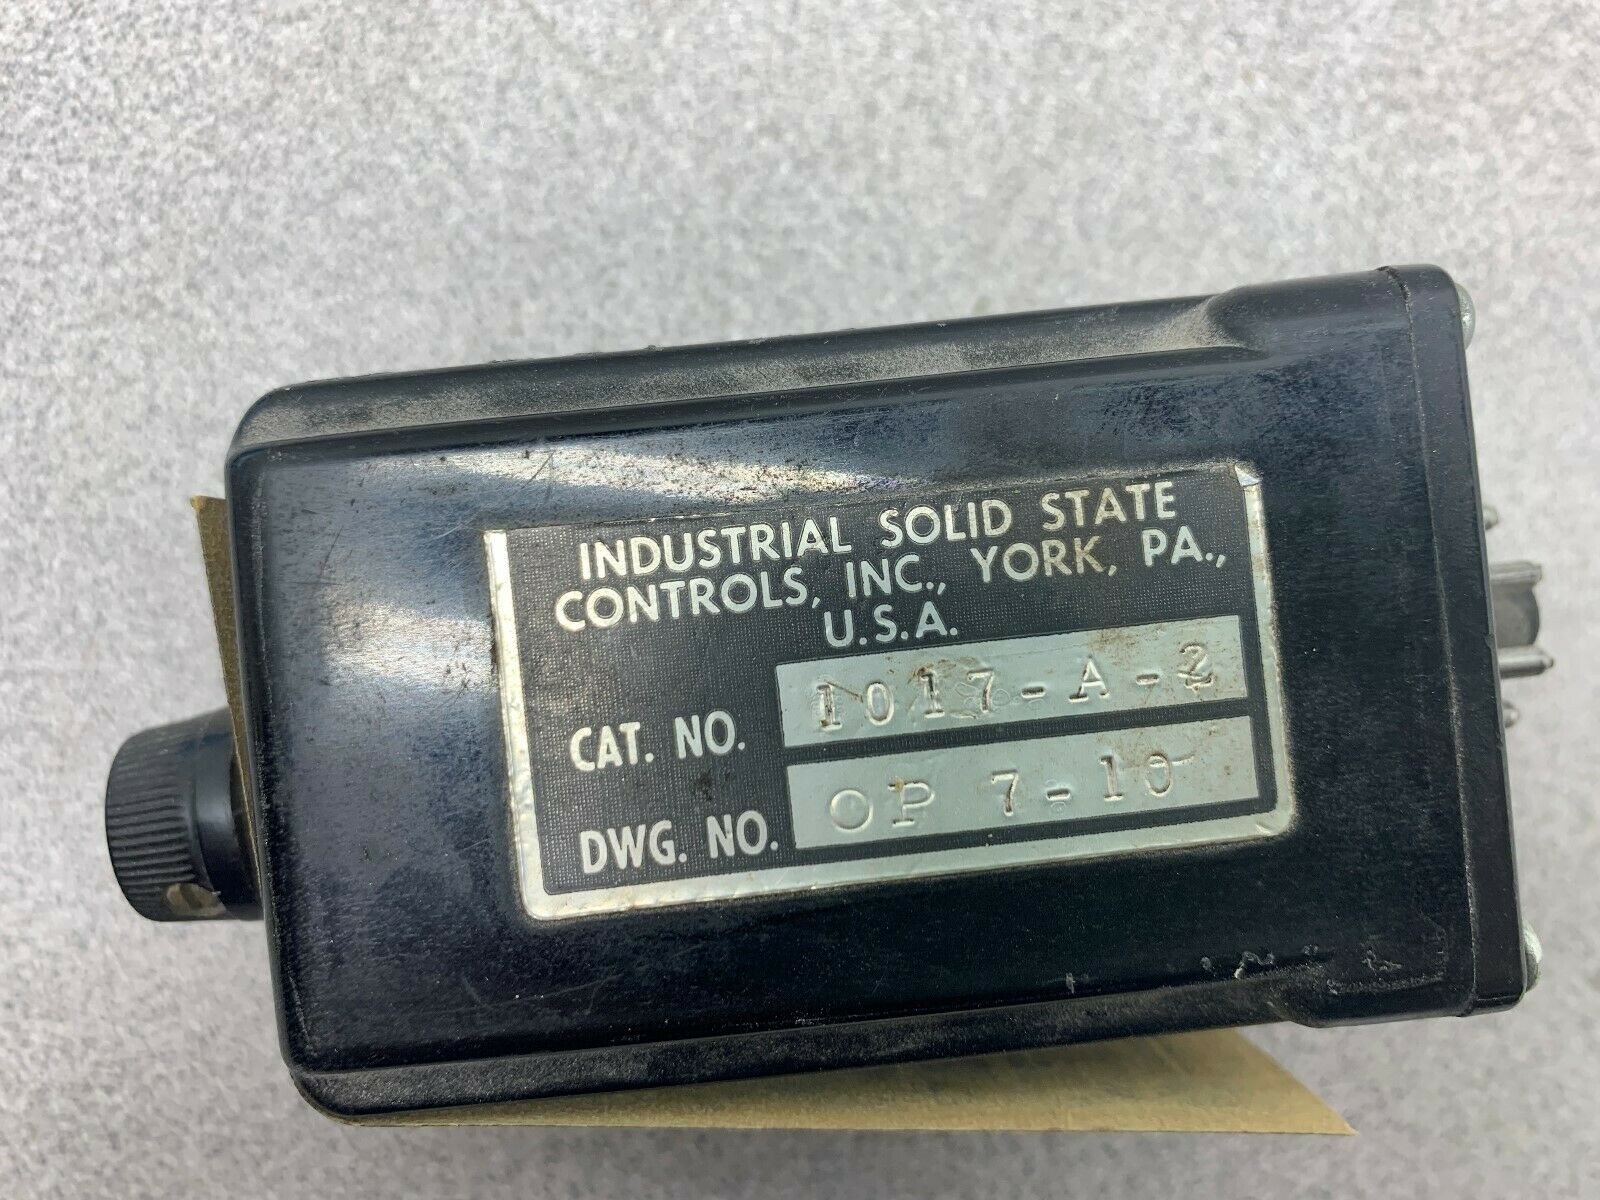 INDUSTRIAL SOLID STATE
CONTROLS, INC., YORK, PA.,
U.S.A.
CAT. NO. 1017-A-2
DWG. NO. OP 7-10